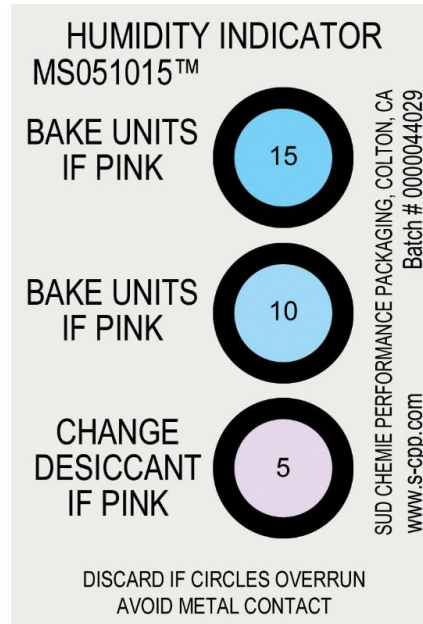 HUMIDITY INDICATOR
MS051015™
BAKE UNITS
IF PINK
15
BAKE UNITS
IF PINK
10
CHANGE
DESICCANT
IF PINK
5
SUD CHEMIE PERFORMANCE PACKAGING, COLTON, CA
www.s-cpp.com Batch # 0000044029
DISCARD IF CIRCLES OVERRUN
AVOID METAL CONTACT